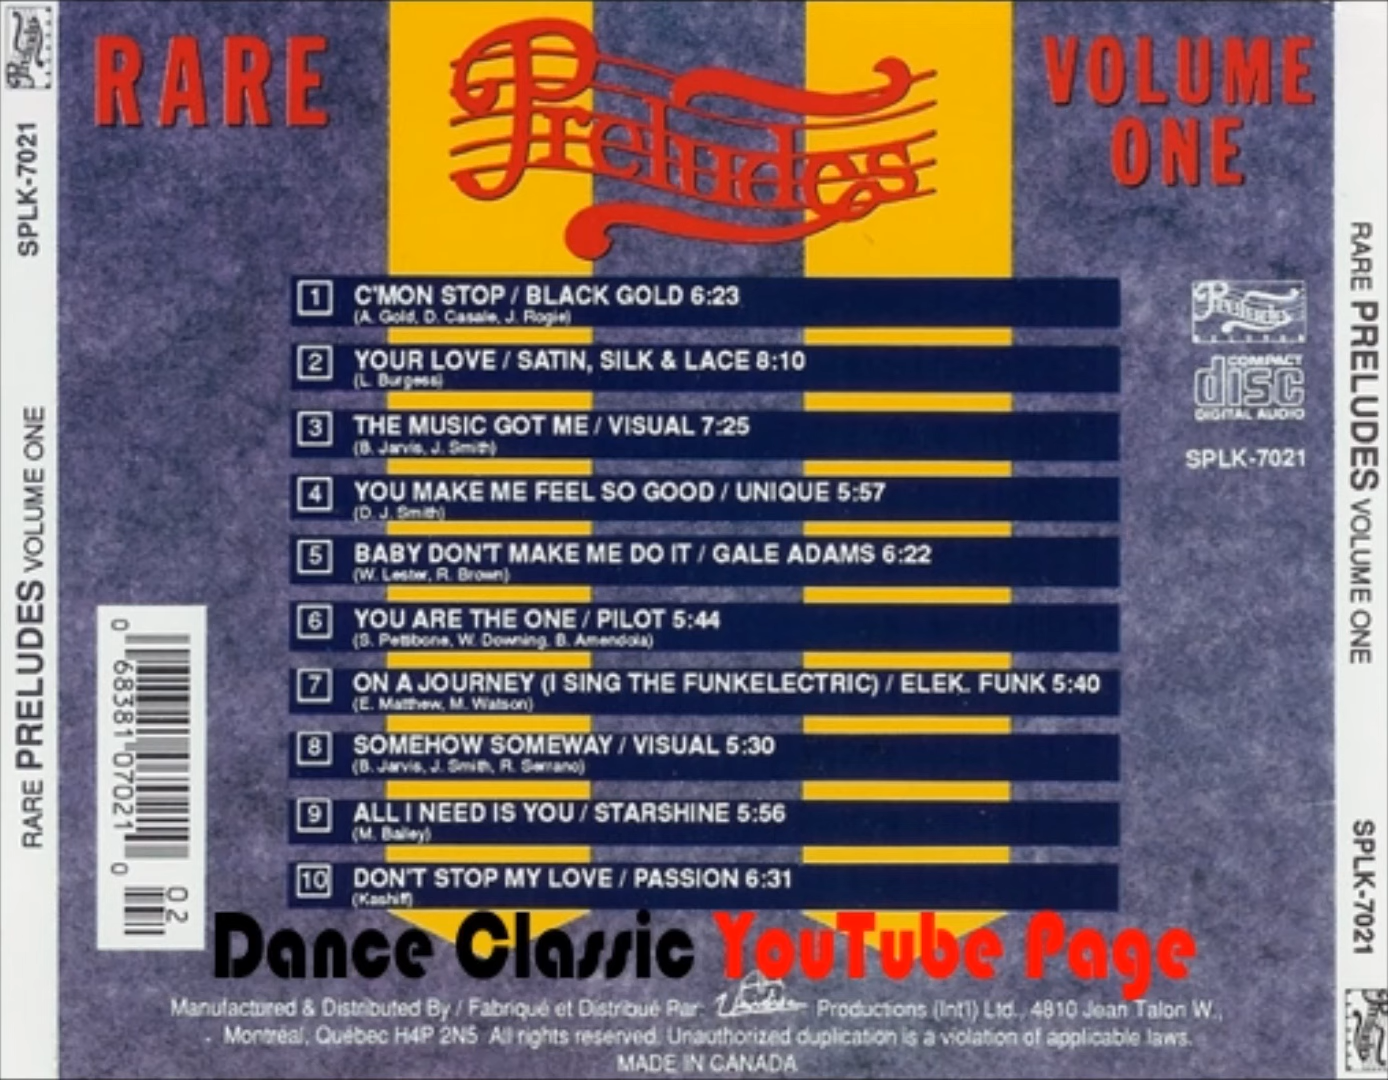 RARE
Preludes
VOLUME
ONE
1 C'MON STOP / BLACK GOLD 6:23
(A. Gold, D. Casale, J. Rogie)
2 YOUR LOVE / SATIN, SILK & LACE 8:10
(L. Burgess)
3 THE MUSIC GOT ME / VISUAL 7:25
(B. Jarvis, J. Smith)
4 YOU MAKE ME FEEL SO GOOD / UNIQUE 5:57
(D. J. Smith)
5 BABY DON'T MAKE ME DO IT / GALE ADAMS 6:22
(W. Lester, R. Brown)
6 YOU ARE THE ONE / PILOT 5:44
(S. Pettibone, W. Downing, B. Amendola)
7 ON A JOURNEY (I SING THE FUNKELECTRIC) / ELEK. FUNK 5:40
(E. Matthew, M. Watson)
8 SOMEHOW SOMEWAY / VISUAL 5:30
(B. Jarvis, J. Smith, R. Serrano)
9 ALL I NEED IS YOU / STARSHINE 5:56
(M. Bailey)
10 DON'T STOP MY LOVE / PASSION 6:31
(Kashif)
Preludes
RECORDS
COMPACT
disc
DIGITAL AUDIO
SPLK-7021
0 68381 07021 0
02
Dance Classic YouTube Page
Manufactured & Distributed By / Fabriqué et Distribué Par: Productions (Int'l) Ltd., 4810 Jean Talon W.,
Montréal, Québec H4P 2N5 All rights reserved. Unauthorized duplication is a violation of applicable laws.
MADE IN CANADA
Preludes
SPLK-7021
RARE PRELUDES VOLUME ONE
RARE PRELUDES VOLUME ONE
SPLK-7021